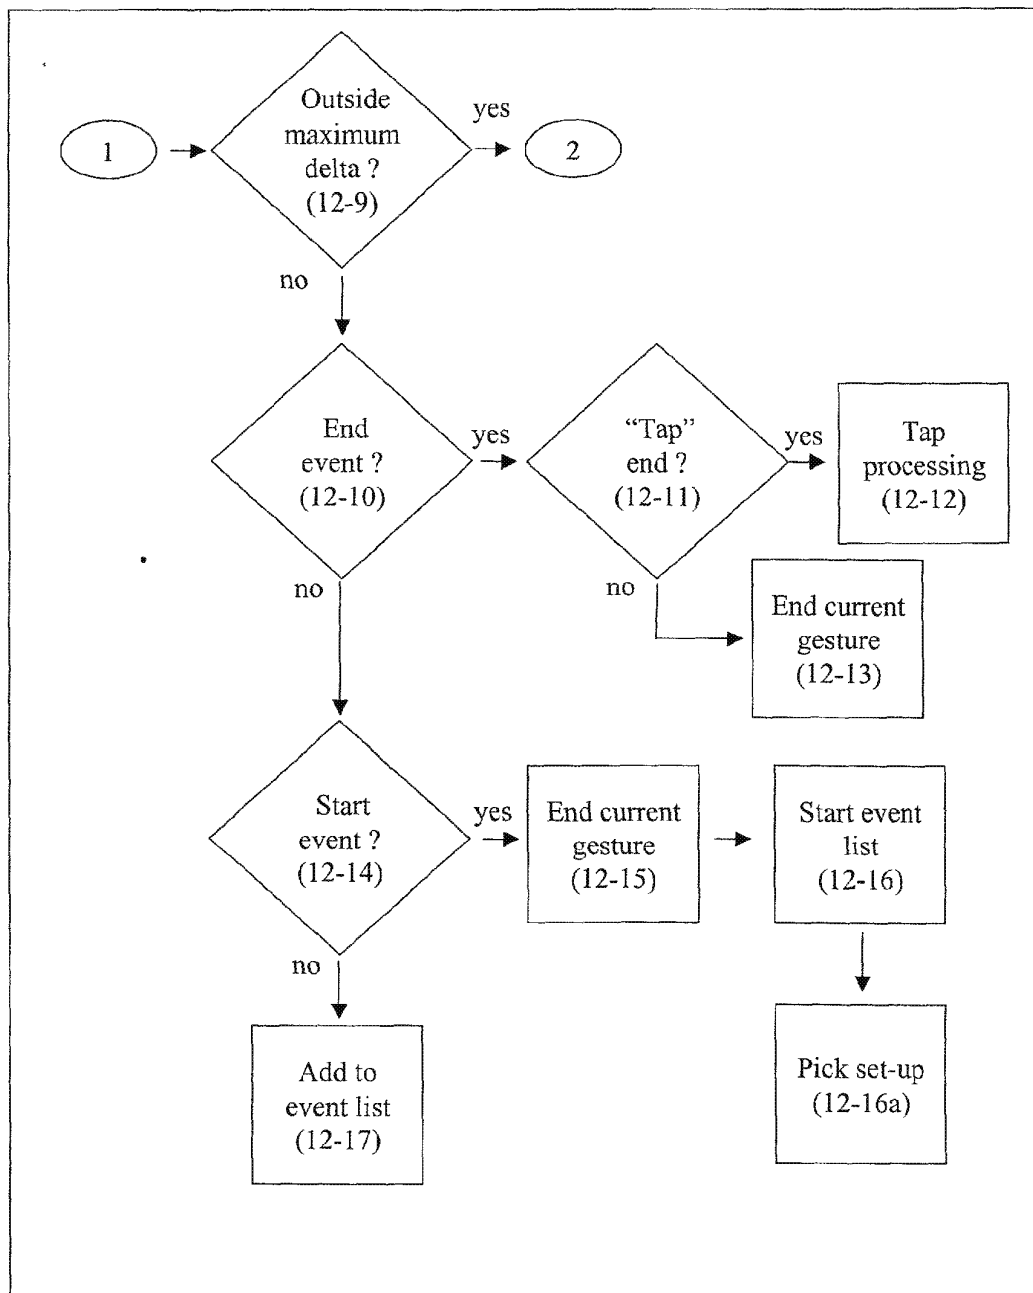 Outside
maximum
delta ?
(12-9)
yes
1
2
no
End
event ?
(12-10)
yes
“Tap”
end ?
(12-11)
yes
Tap
processing
(12-12)
no
no
End current
gesture
(12-13)
Start
event ?
(12-14)
yes
End current
gesture
(12-15)
Start event
list
(12-16)
no
Add to
event list
(12-17)
Pick set-up
(12-16a)